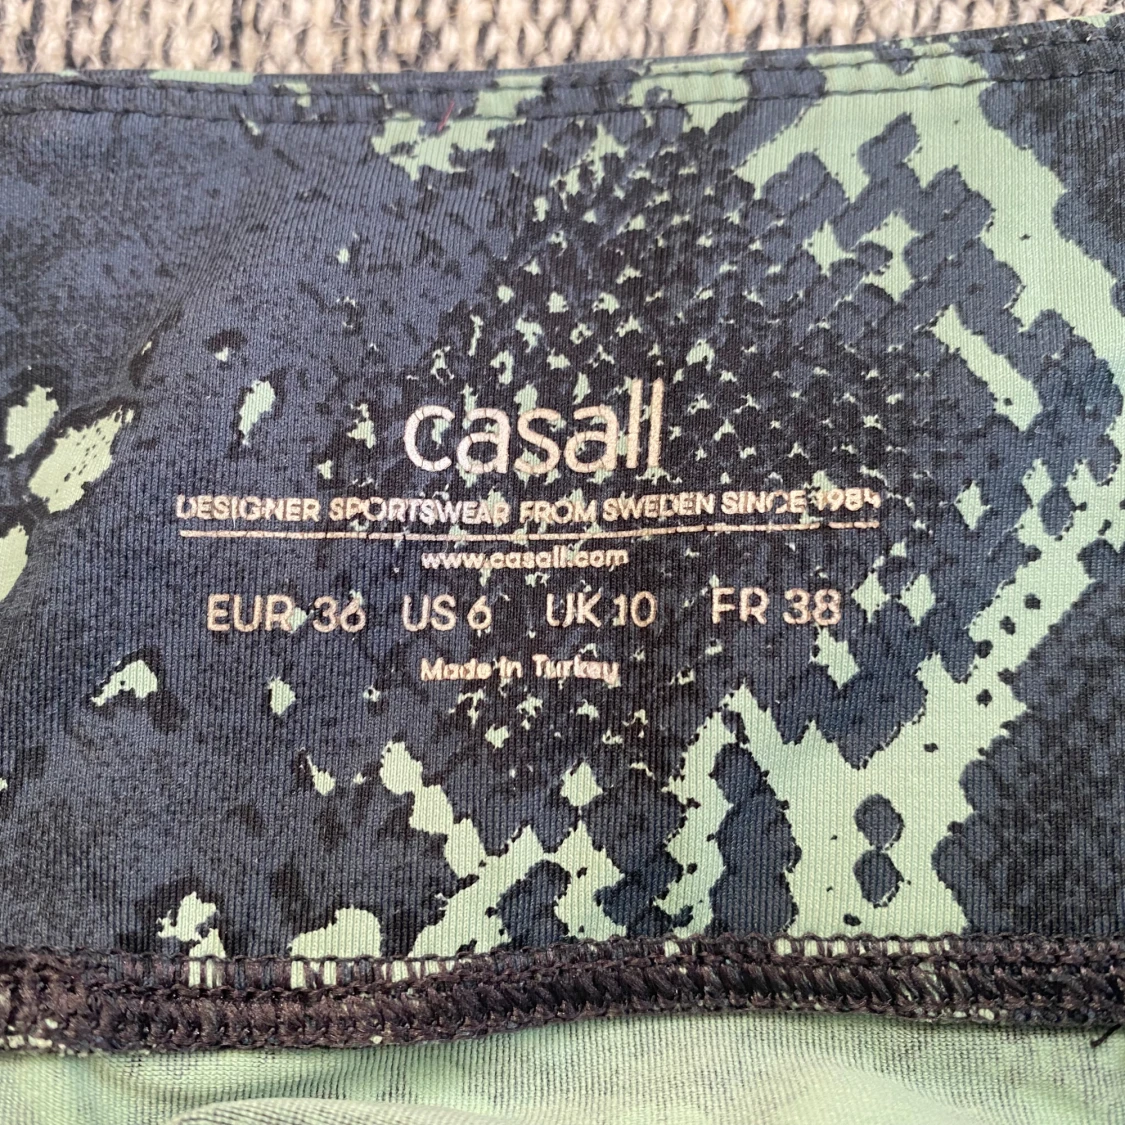 casall
DESIGNER SPORTSWEAR FROM SWEDEN SINCE 1984
www.casall.com
EUR 36 US 6 UK 10 FR 38
Made in Turkey